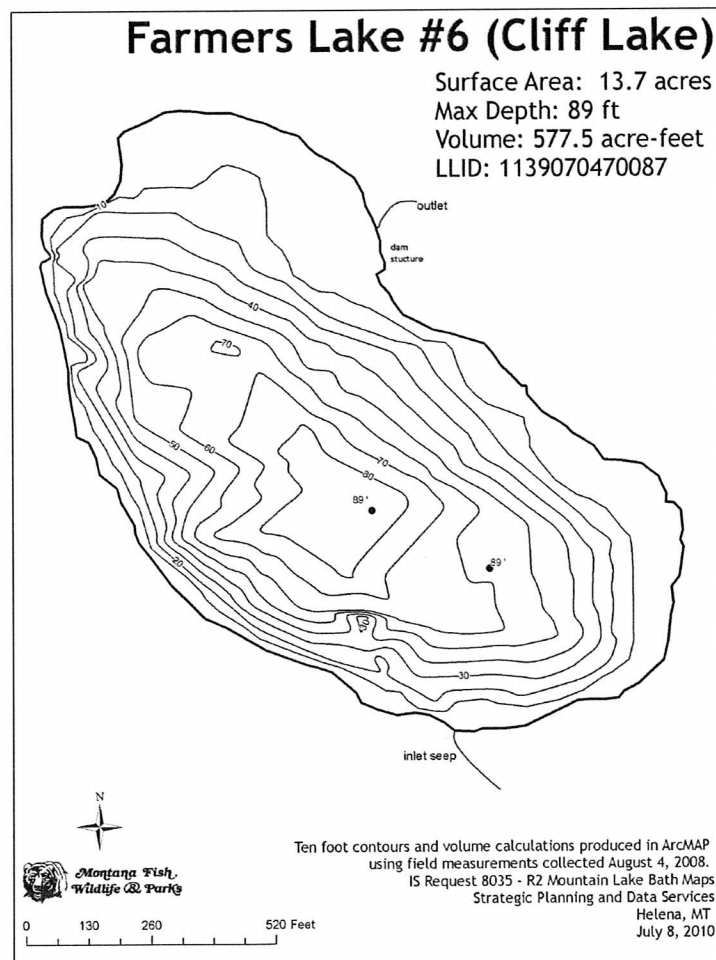 Farmers Lake #6 (Cliff Lake)
Surface Area: 13.7 acres
Max Depth: 89 ft
Volume: 577.5 acre-feet
LLID: 1139070470087
10
outlet
dam
stucture
40
70
50
60
70
80
89'
89'
20
70
30
inlet seep
N
Montana Fish,
Wildlife & Parks
0 130 260 520 Feet
Ten foot contours and volume calculations produced in ArcMAP
using field measurements collected August 4, 2008.
IS Request 8035 - R2 Mountain Lake Bath Maps
Strategic Planning and Data Services
Helena, MT
July 8, 2010